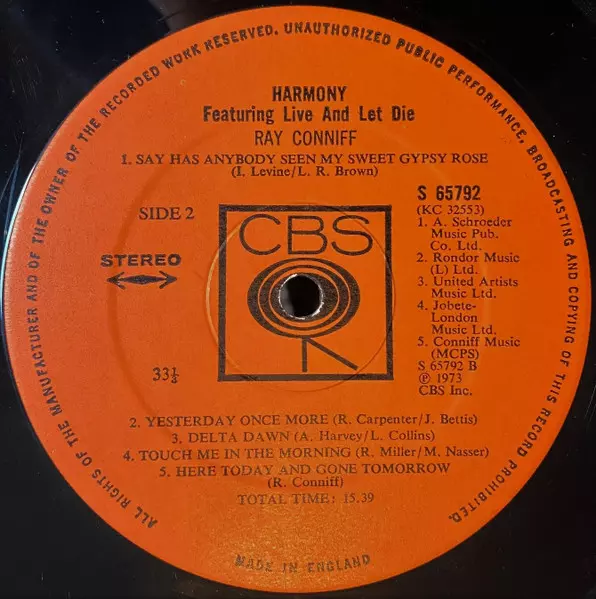 ALL RIGHTS OF THE MANUFACTURER AND OF THE OWNER OF THE RECORDED WORK RESERVED. UNAUTHORIZED PUBLIC PERFORMANCE, BROADCASTING AND COPYING OF THIS RECORD PROHIBITED.
HARMONY
Featuring Live And Let Die
RAY CONNIFF
1. SAY HAS ANYBODY SEEN MY SWEET GYPSY ROSE
(I. Levine/L. R. Brown)
SIDE 2
STEREO
33⅓
CBS
S 65792
(KC 32553)
1. A. Schroeder
Music Pub.
Co. Ltd.
2. Rondor Music
(L) Ltd.
3. United Artists
Music Ltd.
4. Jobete-
London
Music Ltd.
5. Conniff Music
(MCPS)
S 65792 B
℗ 1973
CBS Inc.
2. YESTERDAY ONCE MORE (R. Carpenter/J. Bettis)
3. DELTA DAWN (A. Harvey/L. Collins)
4. TOUCH ME IN THE MORNING (R. Miller/M. Nasser)
5. HERE TODAY AND GONE TOMORROW
(R. Conniff)
TOTAL TIME: 15.39
MADE IN ENGLAND